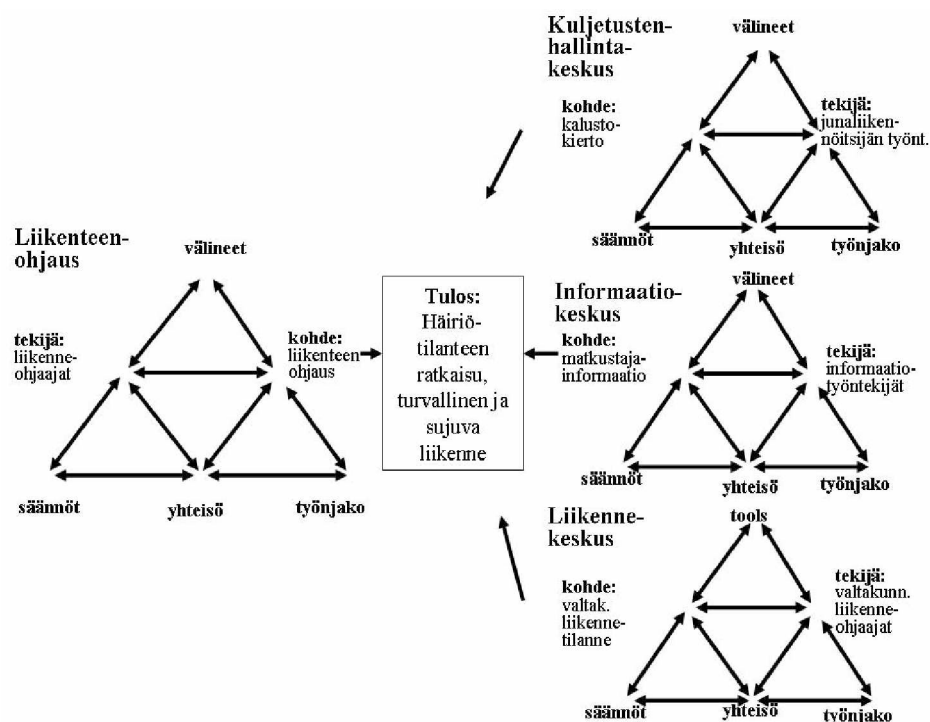 Liikenteen-
ohjaus
välineet
tekijä:
liikenne-
ohjaajat
kohde:
liikenteen
ohjaus
säännöt
yhteisö
työnjako
Tulos:
Häiriö-
tilanteen
ratkaisu,
turvallinen ja
sujuva
liikenne
Kuljetusten-
hallinta-
keskus
välineet
kohde:
kalusto-
kierto
tekijä:
junaliiken-
nöitsijän työnt.
säännöt
yhteisö
työnjako
Informaatio-
keskus
välineet
kohde:
matkustaja-
informaatio
tekijä:
informaatio-
työntekijät
säännöt
yhteisö
työnjako
Liikenne-
keskus
tools
kohde:
valtak.
liikenne-
tilanne
tekijä:
valtakunn.
liikenne-
ohjaajat
säännöt
yhteisö
työnjako